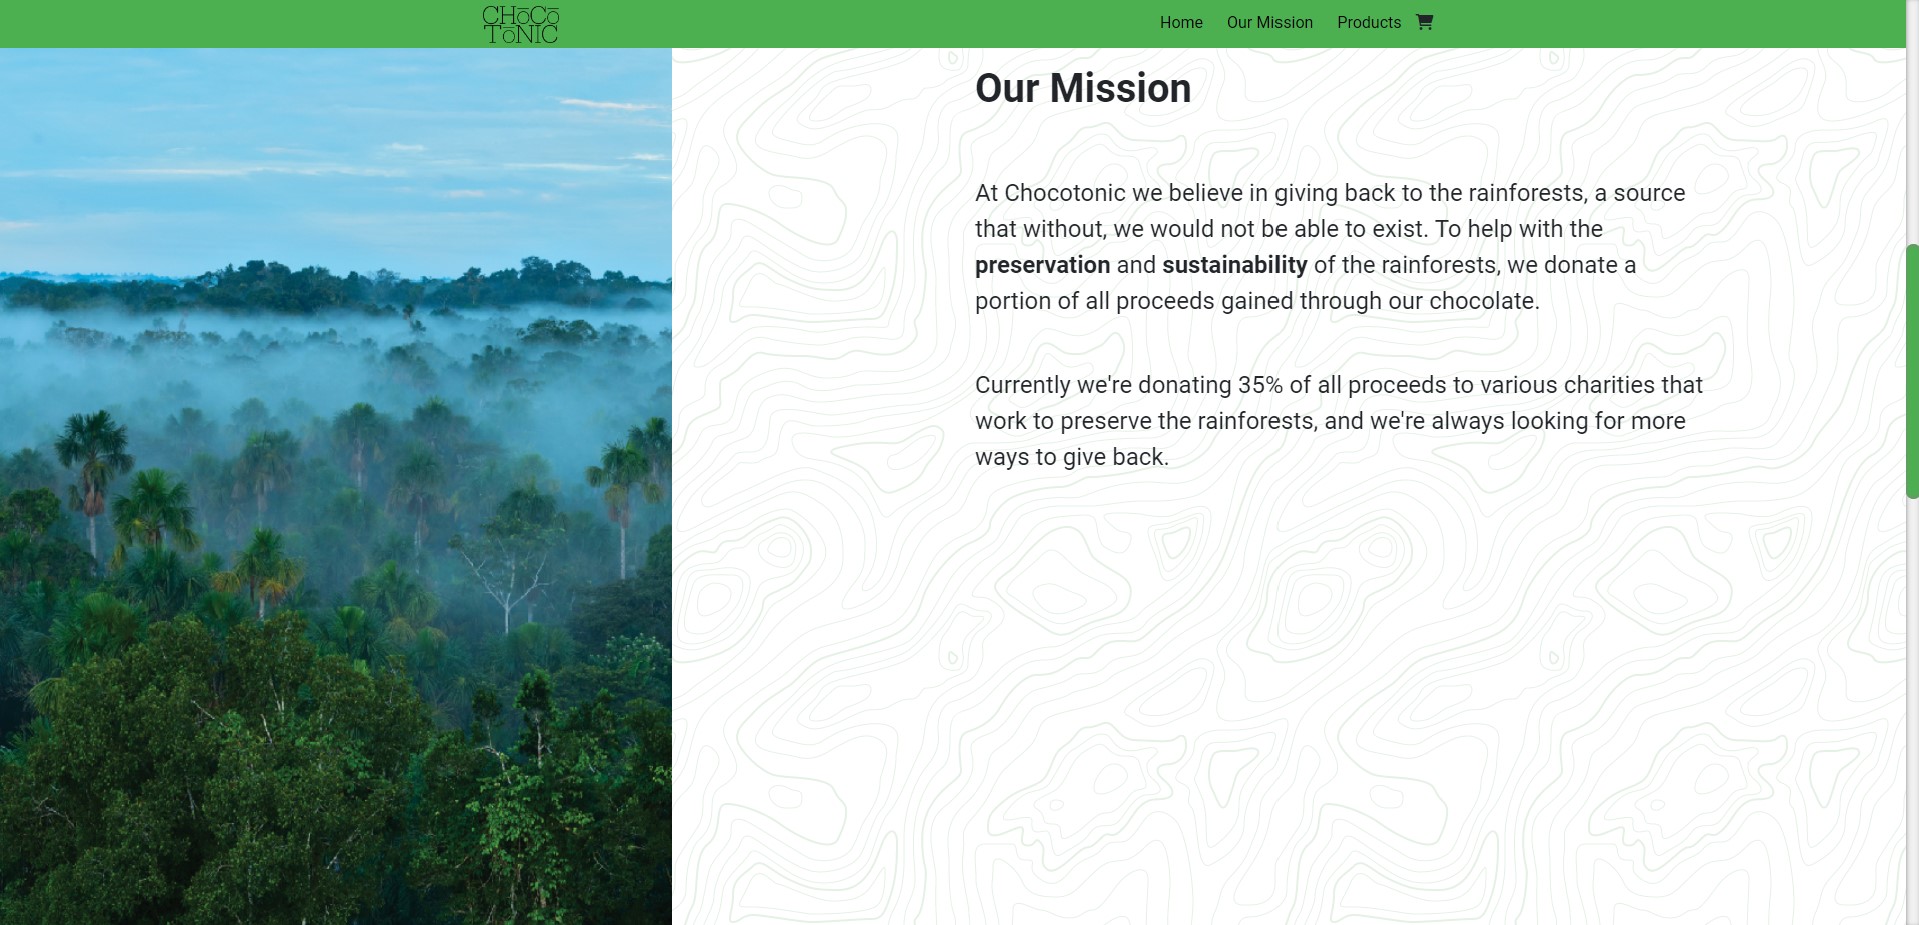 CHOCO
TONIC
Home Our Mission Products
Our Mission
At Chocotonic we believe in giving back to the rainforests, a source
that without, we would not be able to exist. To help with the
preservation and sustainability of the rainforests, we donate a
portion of all proceeds gained through our chocolate.
Currently we're donating 35% of all proceeds to various charities that
work to preserve the rainforests, and we're always looking for more
ways to give back.